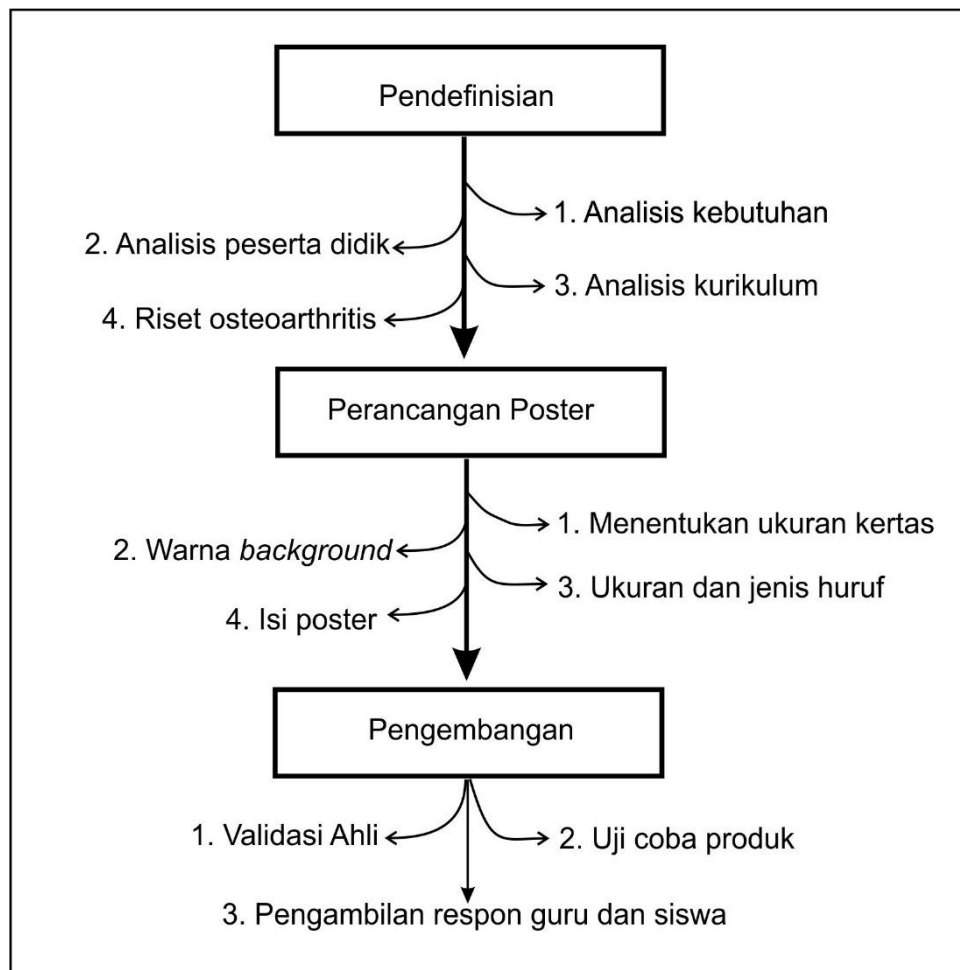 Pendefinisian
1. Analisis kebutuhan
2. Analisis peserta didik
3. Analisis kurikulum
4. Riset osteoarthritis
Perancangan Poster
1. Menentukan ukuran kertas
2. Warna background
3. Ukuran dan jenis huruf
4. Isi poster
Pengembangan
1. Validasi Ahli
2. Uji coba produk
3. Pengambilan respon guru dan siswa